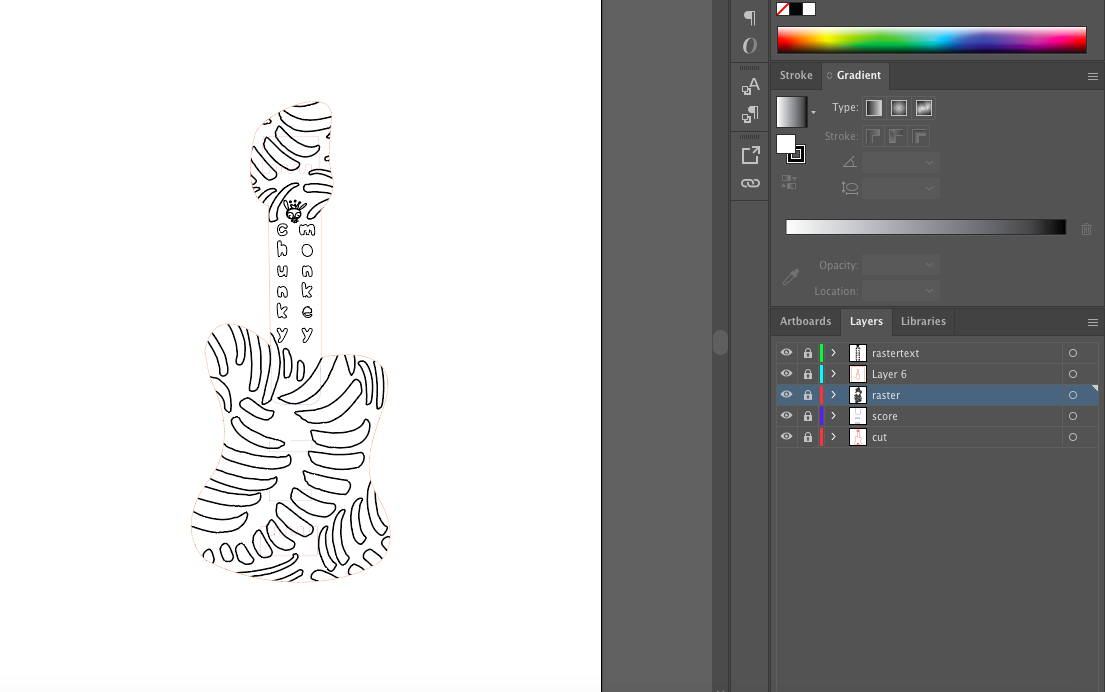 c m
h o
u n
n k
k e
y y
Stroke
Gradient
Type:
Stroke:
Opacity:
Location:
Artboards
Layers
Libraries
rastertext
Layer 6
raster
score
cut